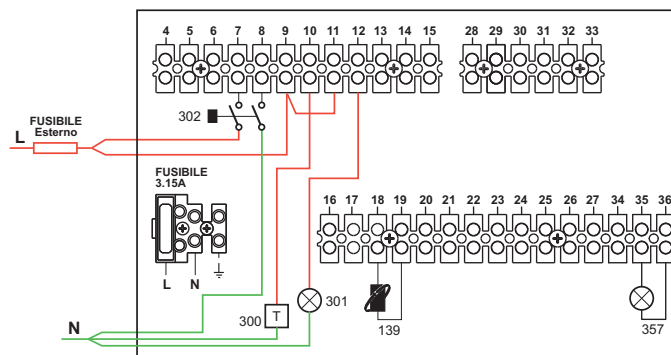 4 5 6 7 8 9 10 11 12 13 14 15 28 29 30 31 32 33
302
FUSIBILE
Esterno
L
FUSIBILE
3.15A
16 17 18 19 20 21 22 23 24 25 26 27 34 35 36
L N
N
300
T
301
139
357